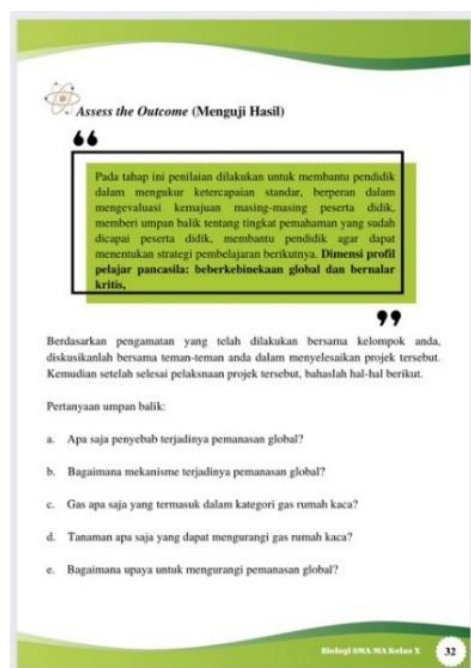 Assess the Outcome (Menguji Hasil)
Pada tahap ini penilaian dilakukan untuk membantu pendidik
dalam mengukur ketercapaian standar, berperan dalam
mengevaluasi kemajuan masing-masing peserta didik,
memberi umpan balik tentang tingkat pemahaman yang sudah
dicapai peserta didik, membantu pendidik agar dapat
menentukan strategi pembelajaran berikutnya. Dimensi profil
pelajar pancasila: beberkebinekaan global dan bernalar
kritis,
Berdasarkan pengamatan yang telah dilakukan bersama kelompok anda,
diskusikanlah bersama teman-teman anda dalam menyelesaikan projek tersebut.
Kemudian setelah selesai pelaksnaan projek tersebut, bahaslah hal-hal berikut.
Pertanyaan umpan balik:
a. Apa saja penyebab terjadinya pemanasan global?
b. Bagaimana mekanisme terjadinya pemanasan global?
c. Gas apa saja yang termasuk dalam kategori gas rumah kaca?
d. Tanaman apa saja yang dapat mengurangi gas rumah kaca?
e. Bagaimana upaya untuk mengurangi pemanasan global?
Biologi SMA/MA Kelas X 32